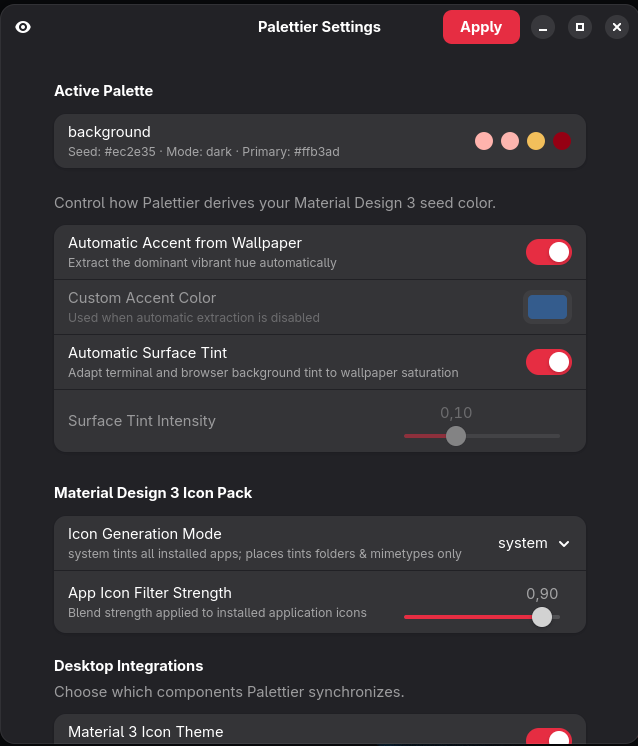 Palettier Settings
Apply
Active Palette
background
Seed: #ec2e35 · Mode: dark · Primary: #ffb3ad
Control how Palettier derives your Material Design 3 seed color.
Automatic Accent from Wallpaper
Extract the dominant vibrant hue automatically
Custom Accent Color
Used when automatic extraction is disabled
Automatic Surface Tint
Adapt terminal and browser background tint to wallpaper saturation
0,10
Surface Tint Intensity
Material Design 3 Icon Pack
Icon Generation Mode
system tints all installed apps; places tints folders & mimetypes only
system
App Icon Filter Strength
0,90
Blend strength applied to installed application icons
Desktop Integrations
Choose which components Palettier synchronizes.
Material 3 Icon Theme